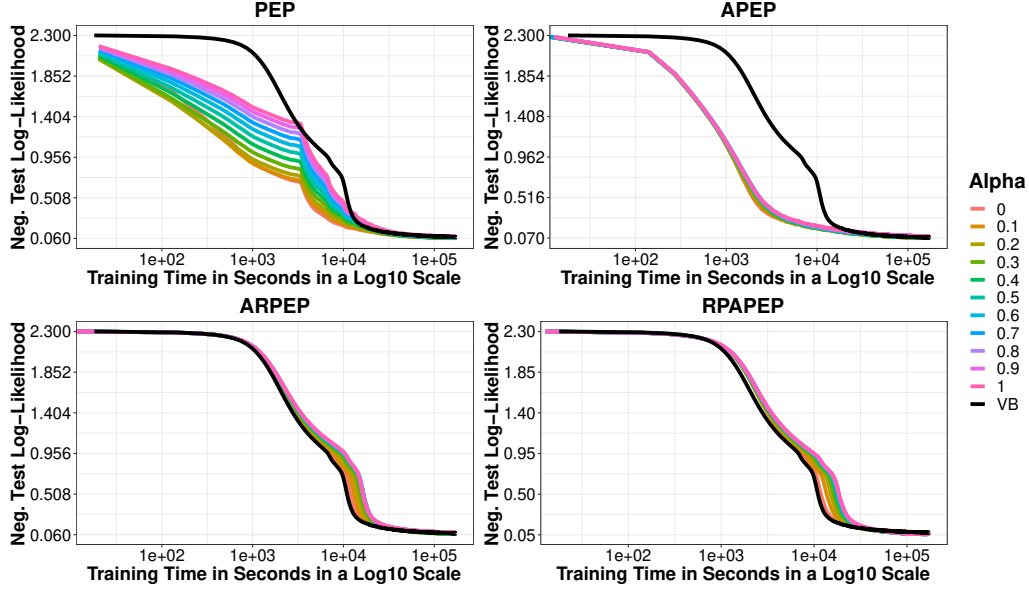 PEP
Neg. Test Log−Likelihood
2.300
1.852
1.404
0.956
0.508
0.060
1e+02
1e+03
1e+04
1e+05
Training Time in Seconds in a Log10 Scale
APEP
Neg. Test Log−Likelihood
2.300
1.854
1.408
0.962
0.516
0.070
1e+02
1e+03
1e+04
1e+05
Training Time in Seconds in a Log10 Scale
ARPEP
Neg. Test Log−Likelihood
2.300
1.852
1.404
0.956
0.508
0.060
1e+02
1e+03
1e+04
1e+05
Training Time in Seconds in a Log10 Scale
RPAPEP
Neg. Test Log−Likelihood
2.30
1.85
1.40
0.95
0.50
0.05
1e+02
1e+03
1e+04
1e+05
Training Time in Seconds in a Log10 Scale
Alpha
0
0.1
0.2
0.3
0.4
0.5
0.6
0.7
0.8
0.9
1
VB